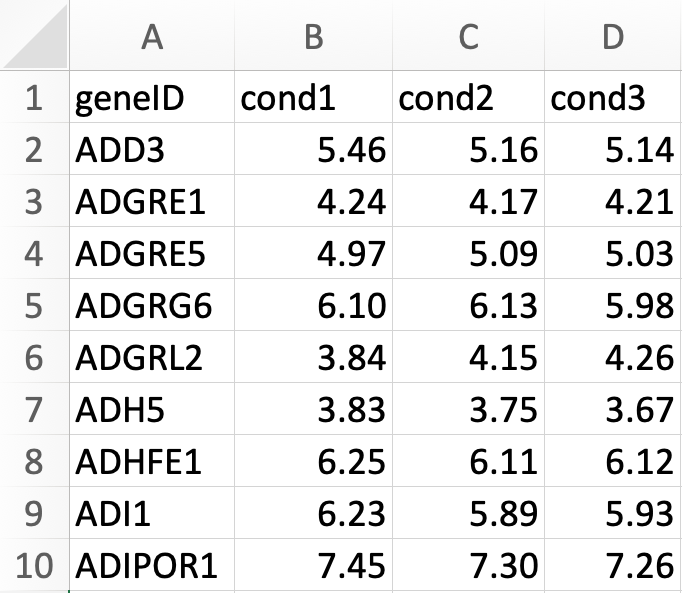 A B C D
1 geneID cond1 cond2 cond3
2 ADD3 5.46 5.16 5.14
3 ADGRE1 4.24 4.17 4.21
4 ADGRE5 4.97 5.09 5.03
5 ADGRG6 6.10 6.13 5.98
6 ADGRL2 3.84 4.15 4.26
7 ADH5 3.83 3.75 3.67
8 ADHFE1 6.25 6.11 6.12
9 ADI1 6.23 5.89 5.93
10 ADIPOR1 7.45 7.30 7.26